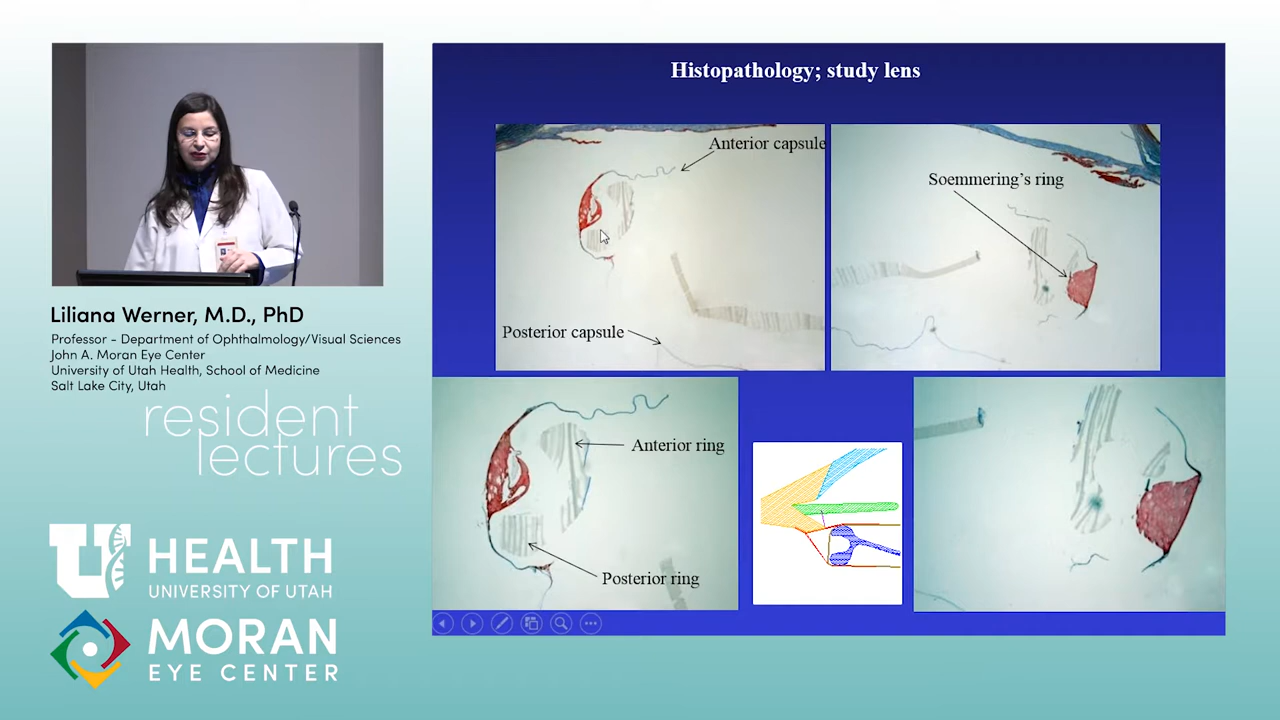 Histopathology; study lens
Anterior capsule
Posterior capsule
Soemmering's ring
Anterior ring
Posterior ring
Liliana Werner, M.D., PhD
Professor - Department of Ophthalmology/Visual Sciences
John A. Moran Eye Center
University of Utah Health, School of Medicine
Salt Lake City, Utah
resident
lectures
U HEALTH
UNIVERSITY OF UTAH
MORAN
EYE CENTER